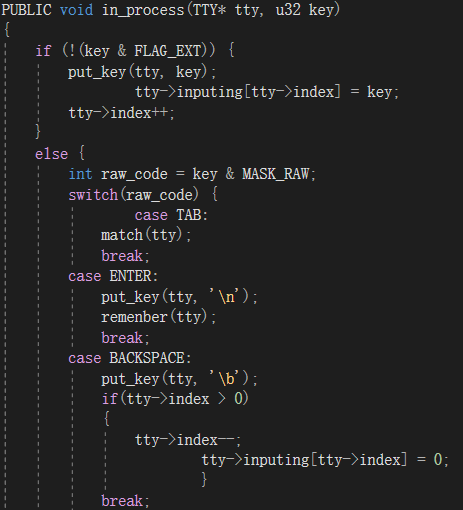 PUBLIC void in_process(TTY* tty, u32 key)
{
if (!(key & FLAG_EXT)) {
put_key(tty, key);
tty->inputing[tty->index] = key;
tty->index++;
}
else {
int raw_code = key & MASK_RAW;
switch(raw_code) {
case TAB:
match(tty);
break;
case ENTER:
put_key(tty, '\n');
remenber(tty);
break;
case BACKSPACE:
put_key(tty, '\b');
if(tty->index > 0)
{
tty->index--;
tty->inputing[tty->index] = 0;
}
break;